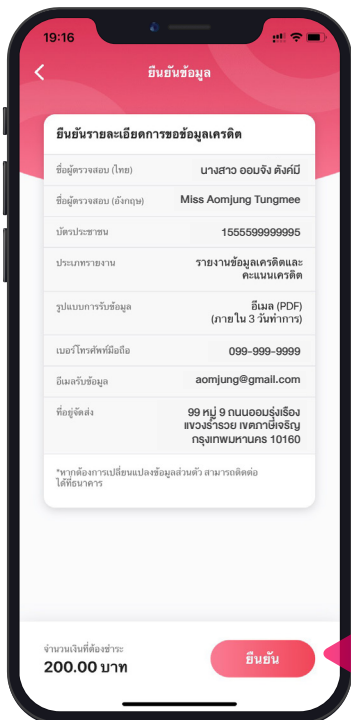 19:16
ยืนยันข้อมูล
ยืนยันรายละเอียดการขอข้อมูลเครดิต
ชื่อผู้ตรวจสอบ (ไทย) นางสาว ออมจัง ตังค์มี
ชื่อผู้ตรวจสอบ (อังกฤษ) Miss Aomjung Tungmee
บัตรประชาชน 1555599999995
ประเภทรายงาน รายงานข้อมูลเครดิตและ
คะแนนเครดิต
รูปแบบการรับข้อมูล อีเมล (PDF)
(ภายใน 3 วันทำการ)
เบอร์โทรศัพท์มือถือ 099-999-9999
อีเมลรับข้อมูล aomjung@gmail.com
ที่อยู่จัดส่ง 99 หมู่ 9 ถนนออมรุ่งเรือง
แขวงร่ำรวย เขตภาษีเจริญ
กรุงเทพมหานคร 10160
*หากต้องการเปลี่ยนแปลงข้อมูลส่วนตัว สามารถติดต่อ
ได้ที่ธนาคาร
จำนวนเงินที่ต้องชำระ
200.00 บาท
ยืนยัน